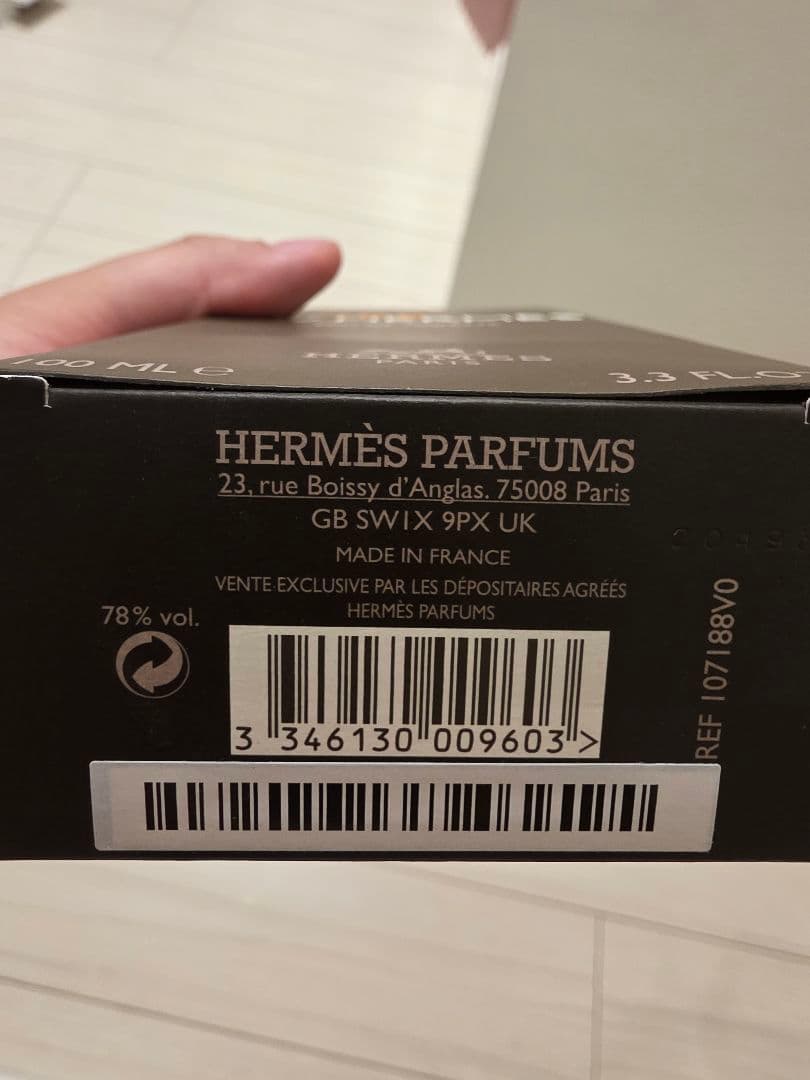 100 ML e
HERMÈS
PARIS
3.3 FL.O
HERMÈS PARFUMS
23, rue Boissy d'Anglas. 75008 Paris
GB SW1X 9PX UK
MADE IN FRANCE
VENTE EXCLUSIVE PAR LES DÉPOSITAIRES AGRÉÉS
HERMÈS PARFUMS
78% vol.
REF 107188V0
3 346130 009603 >